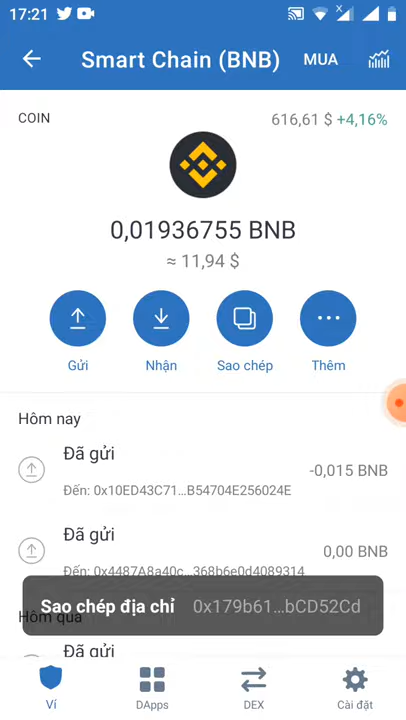 17:21
Smart Chain (BNB) MUA
COIN 616,61 $ +4,16%
0,01936755 BNB
≈ 11,94 $
Gửi Nhận Sao chép Thêm
Hôm nay
Đã gửi
-0,015 BNB
Đến: 0x10ED43C71...B54704E256024E
Đã gửi
0,00 BNB
Đến: 0x4487A8a40c...368b6e0d4089314
Sao chép địa chỉ 0x179b61...bCD52Cd
Hôm qua
Đã gửi
Ví DApps DEX Cài đặt